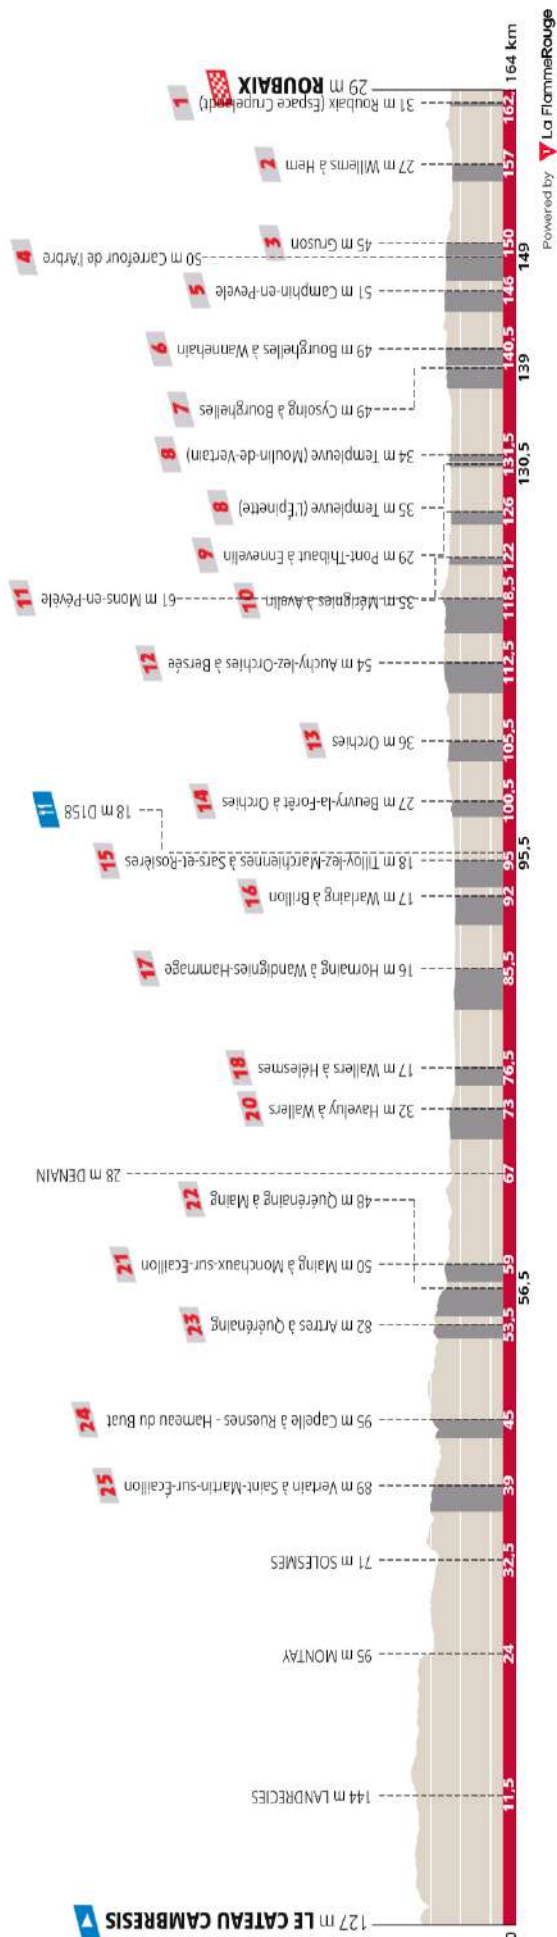 127 m LE CATEAU CAMBRESIS
0
144 m LANDRECIES
11,5
95 m MONTAY
24
71 m SOLESMES
32,5
25
89 m Vertain à Saint-Martin-sur-Écaillon
39
24
95 m Capelle à Ruesnes - Hameau du Buat
45
23
82 m Artres à Quérénaing
53,5
22
48 m Quérénaing à Maing
56,5
21
50 m Maing à Monchaux-sur-Ecaillon
59
28 m DENAIN
67
20
32 m Haveluy à Wallers
73
18
17 m Wallers à Hélesmes
76,5
17
16 m Hornaing à Wandignies-Hammage
85,5
16
17 m Warlaing à Brillon
92
15
18 m Tilloy-lez-Marchiennes à Sars-et-Rosières
95
18 m D158
95,5
14
27 m Beuvry-la-Forêt à Orchies
100,5
13
36 m Orchies
105,5
12
54 m Auchy-lez-Orchies à Bersée
112,5
11
61 m Mons-en-Pévèle
118,5
10
35 m Mérignies à Avelin
9
29 m Pont-Thibaut à Ennevelin
122
8
35 m Templeuve (L'Épinette)
126
130,5
8
34 m Templeuve (Moulin-de-Vertain)
131,5
7
49 m Cysoing à Bourghelles
139
6
49 m Bourghelles à Wannehain
140,5
5
51 m Camphin-en-Pevele
146
4
50 m Carrefour de l'Arbre
149
3
45 m Gruson
150
2
27 m Willems à Hem
157
1
31 m Roubaix (Espace Crupelandt)
162
29 m ROUBAIX
164 km
Powered by La FlammeRouge